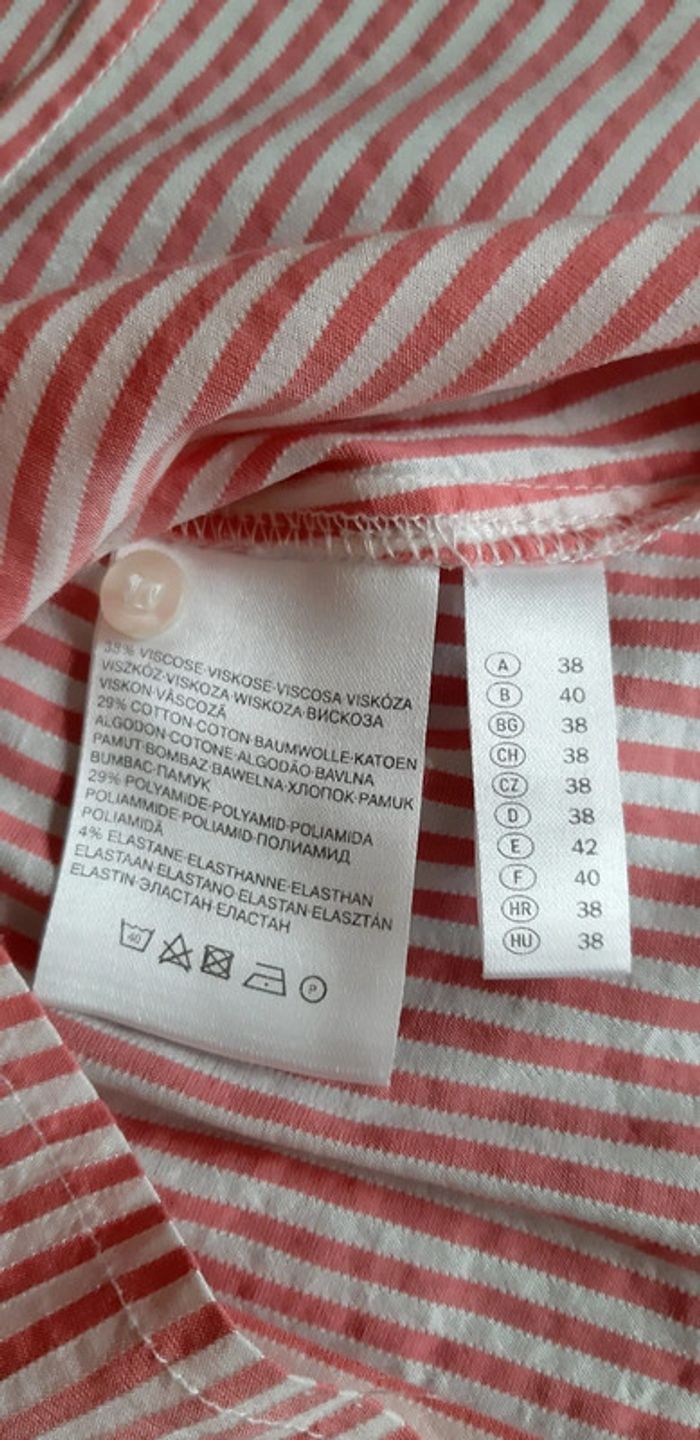 38% VISCOSE·VISKOSE·VISCOSA·VISKÓZA
VISZKÓZ·VISKOZA·WISKOZA·ВИСКОЗА
VISKON·VÂSCOZĂ
29% COTTON·COTON·BAUMWOLLE·KATOEN
ALGODON·COTONE·ALGODÃO·BAVLNA
PAMUT·BOMBAZ·BAWELNA·ХЛОПОК·PAMUK
BUMBAC·ПАМУК
29% POLYAMIDE·POLYAMID·POLIAMIDA
POLIAMMIDE·POLIAMID·ПОЛИАМИД
POLIAMIDĂ
4% ELASTANE·ELASTHANNE·ELASTHAN
ELASTAAN·ELASTANO·ELASTAN·ELASZTÁN
ELASTIN·ЭЛАСТАН·ЕЛАСТАН
40
P
A 38
B 40
BG 38
CH 38
CZ 38
D 38
E 42
F 40
HR 38
HU 38